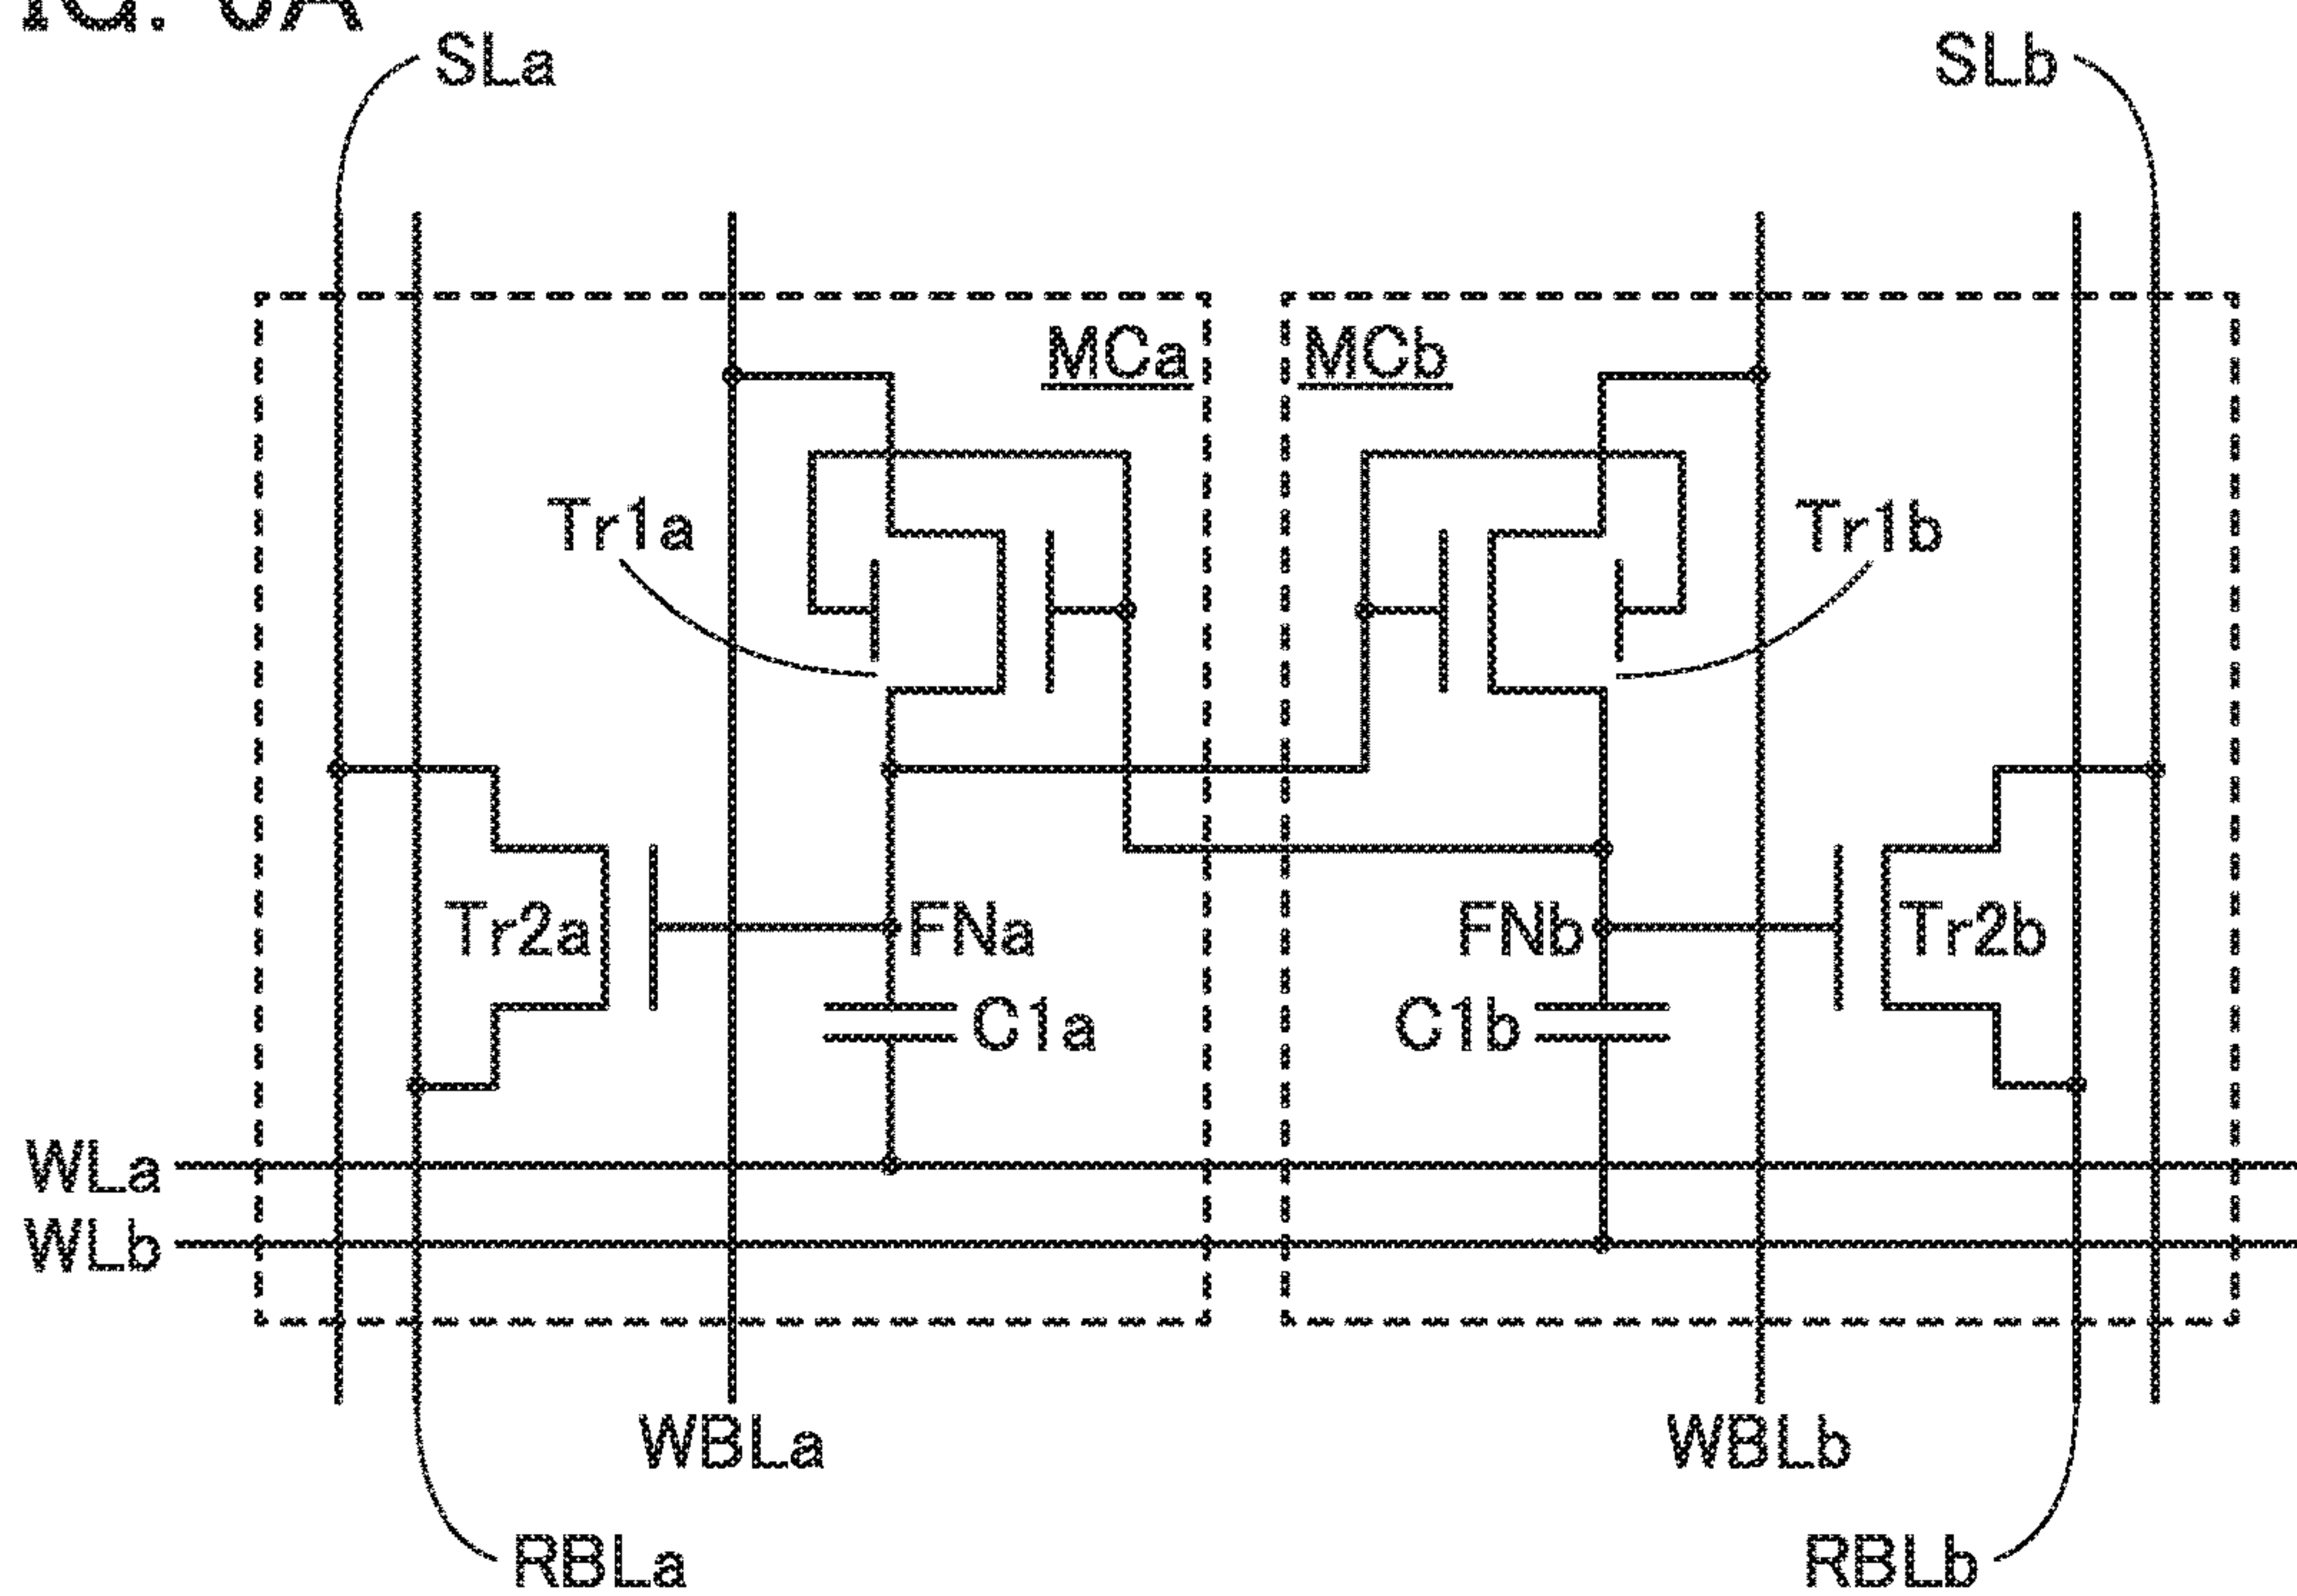 SLa
SLb
MCa
MCb
Tr1a
Tr1b
Tr2a
FNa
FNb
Tr2b
C1a
C1b
WLa
WLb
WBLa
WBLb
RBLa
RBLb